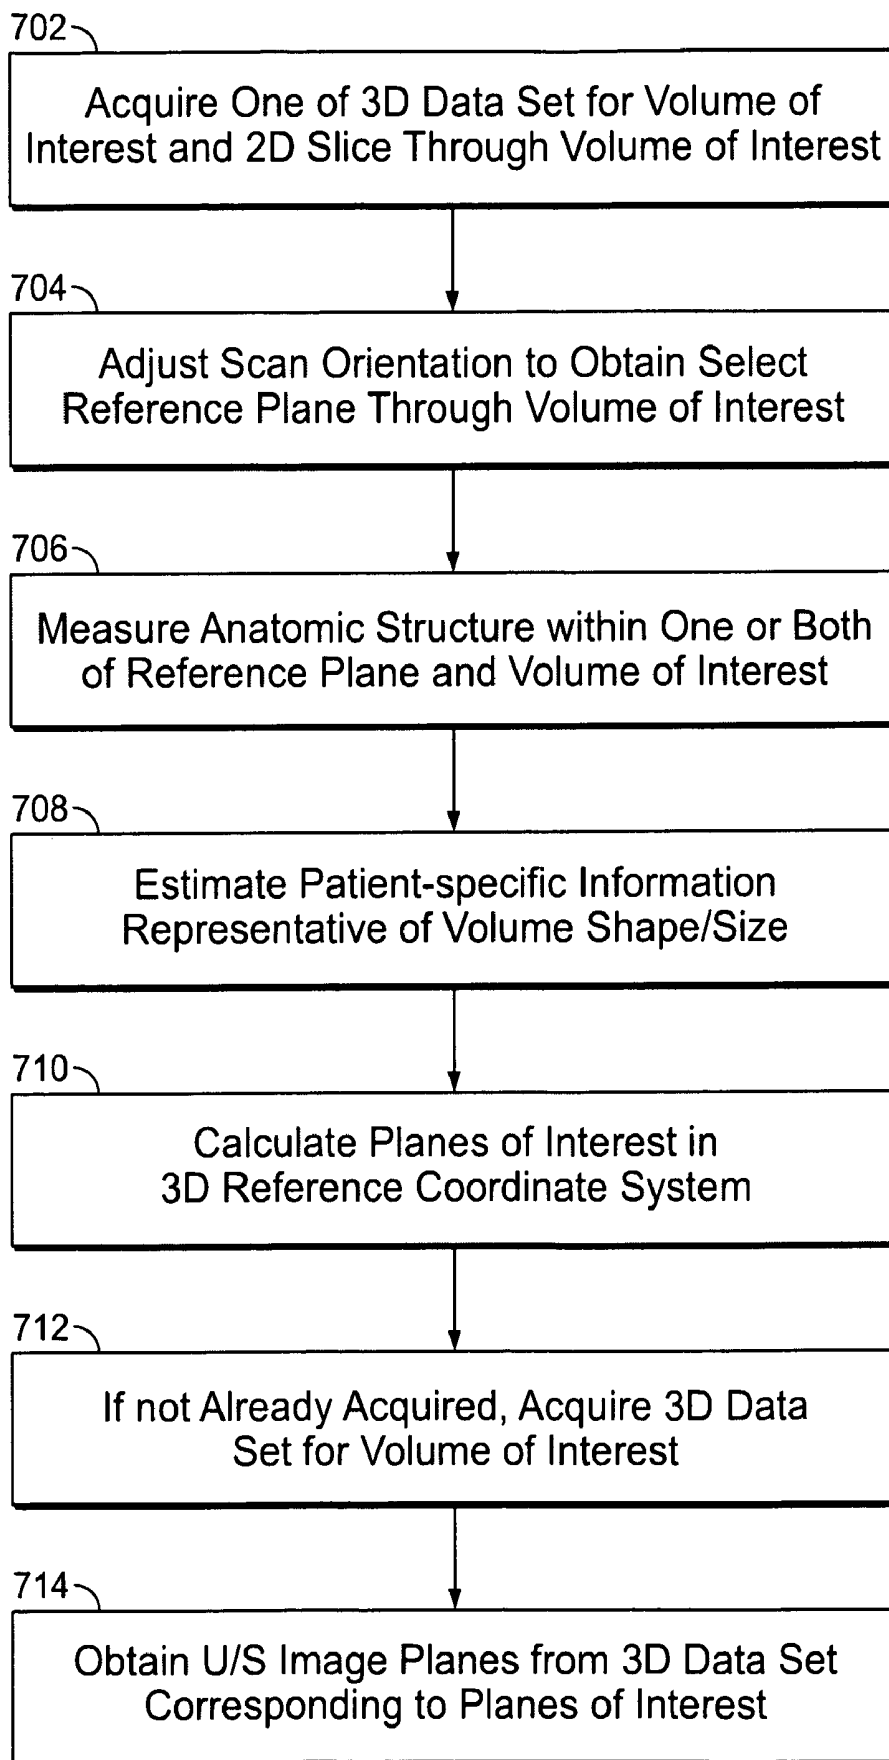 702
Acquire One of 3D Data Set for Volume of
Interest and 2D Slice Through Volume of Interest
704
Adjust Scan Orientation to Obtain Select
Reference Plane Through Volume of Interest
706
Measure Anatomic Structure within One or Both
of Reference Plane and Volume of Interest
708
Estimate Patient-specific Information
Representative of Volume Shape/Size
710
Calculate Planes of Interest in
3D Reference Coordinate System
712
If not Already Acquired, Acquire 3D Data
Set for Volume of Interest
714
Obtain U/S Image Planes from 3D Data Set
Corresponding to Planes of Interest